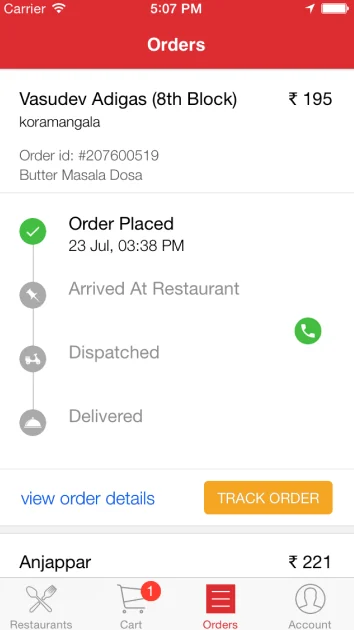 Carrier 5:07 PM
Orders
Vasudev Adigas (8th Block) ₹ 195
koramangala
Order id: #207600519
Butter Masala Dosa
Order Placed
23 Jul, 03:38 PM
Arrived At Restaurant
Dispatched
Delivered
view order details TRACK ORDER
Anjappar ₹ 221
1
Restaurants Cart Orders Account